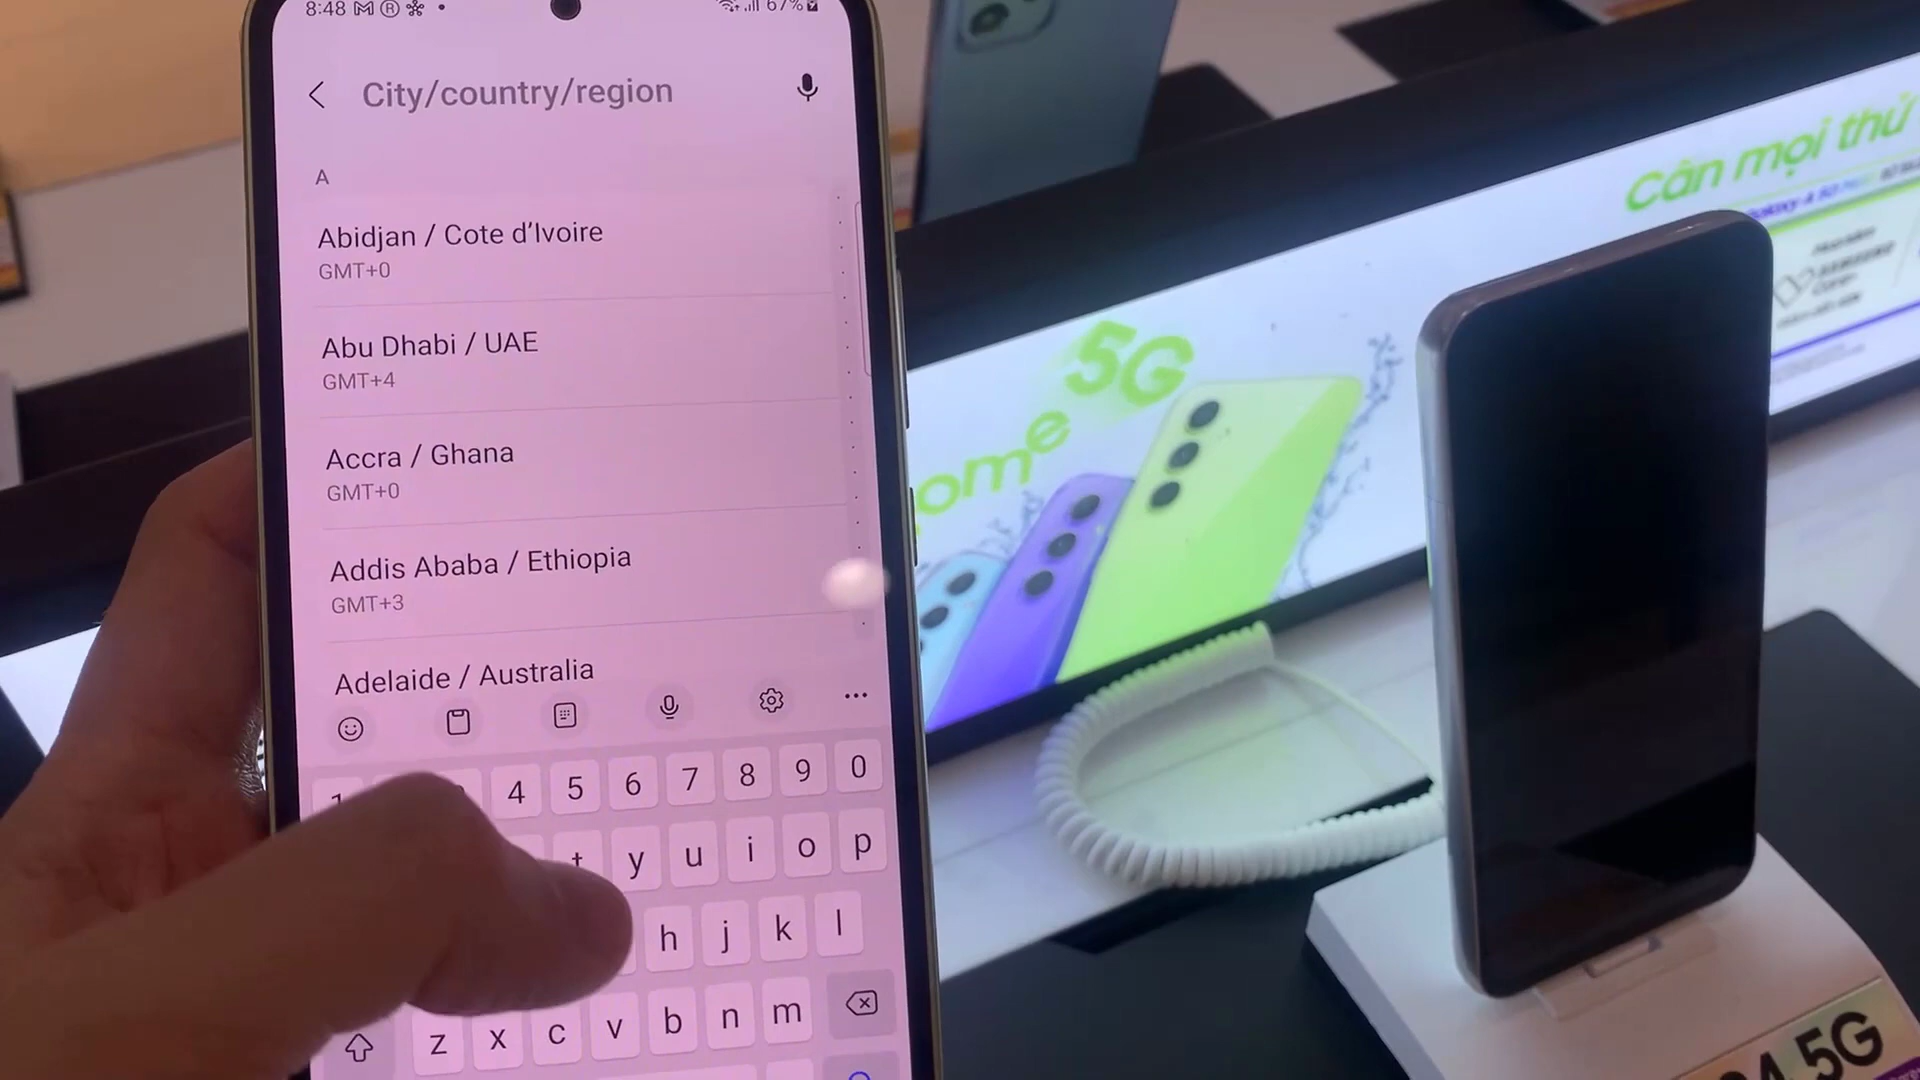 8:48 M ® 67%
City/country/region
A
Abidjan / Cote d’Ivoire
GMT+0
Abu Dhabi / UAE
GMT+4
Accra / Ghana
GMT+0
Addis Ababa / Ethiopia
GMT+3
Adelaide / Australia
4 5 6 7 8 9 0
t y u i o p
h j k l
z x c v b n m
Cân mọi thử
5G
ome
5G